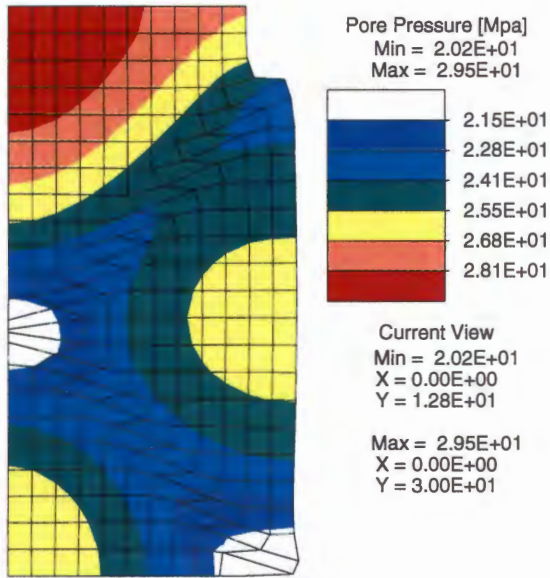 Pore Pressure [Mpa]
Min = 2.02E+01
Max = 2.95E+01
2.15E+01
2.28E+01
2.41E+01
2.55E+01
2.68E+01
2.81E+01
Current View
Min = 2.02E+01
X = 0.00E+00
Y = 1.28E+01
Max = 2.95E+01
X = 0.00E+00
Y = 3.00E+01